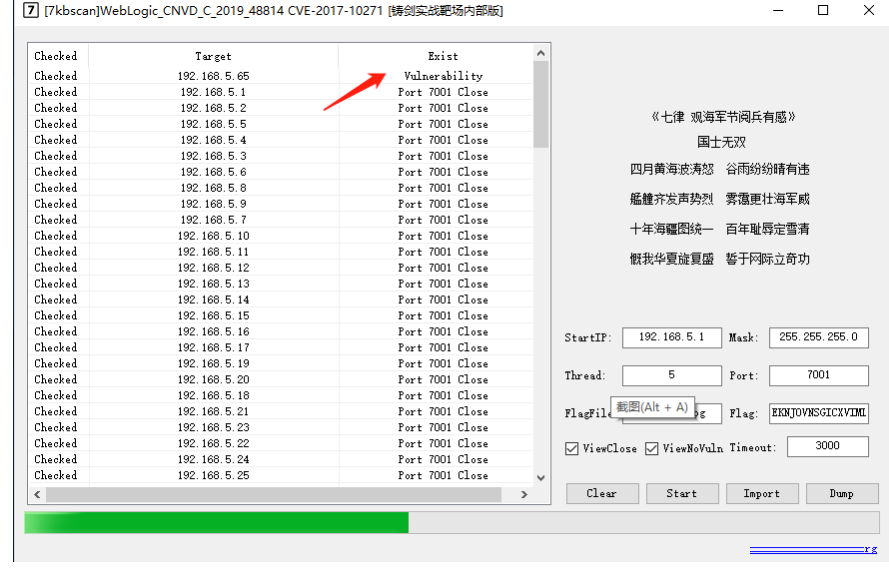 [7kbscan]WebLogic_CNVD_C_2019_48814 CVE-2017-10271 [铸剑实战靶场内部版]
Checked Target Exist
Checked 192.168.5.65 Vulnerability
Checked 192.168.5.1 Port 7001 Close
Checked 192.168.5.2 Port 7001 Close
Checked 192.168.5.5 Port 7001 Close
Checked 192.168.5.4 Port 7001 Close
Checked 192.168.5.3 Port 7001 Close
Checked 192.168.5.6 Port 7001 Close
Checked 192.168.5.8 Port 7001 Close
Checked 192.168.5.9 Port 7001 Close
Checked 192.168.5.7 Port 7001 Close
Checked 192.168.5.10 Port 7001 Close
Checked 192.168.5.11 Port 7001 Close
Checked 192.168.5.12 Port 7001 Close
Checked 192.168.5.13 Port 7001 Close
Checked 192.168.5.14 Port 7001 Close
Checked 192.168.5.15 Port 7001 Close
Checked 192.168.5.16 Port 7001 Close
Checked 192.168.5.17 Port 7001 Close
Checked 192.168.5.19 Port 7001 Close
Checked 192.168.5.20 Port 7001 Close
Checked 192.168.5.18 Port 7001 Close
Checked 192.168.5.21 Port 7001 Close
Checked 192.168.5.23 Port 7001 Close
Checked 192.168.5.22 Port 7001 Close
Checked 192.168.5.24 Port 7001 Close
Checked 192.168.5.25 Port 7001 Close
《七律 观海军节阅兵有感》
国士无双
四月黄海波涛怒 谷雨纷纷晴有违
艋艟齐发声势烈 雾霭更壮海军威
十年海疆图统一 百年耻辱定雪清
慨我华夏旋复盛 誓于网际立奇功
StartIP: 192.168.5.1 Mask: 255.255.255.0
Thread: 5 Port: 7001
FlagFile 截图(Alt + A) Flag: EKNJOVNSGICXVIML
ViewClose ViewNoVuln Timeout: 3000
Clear Start Import Dump
rg